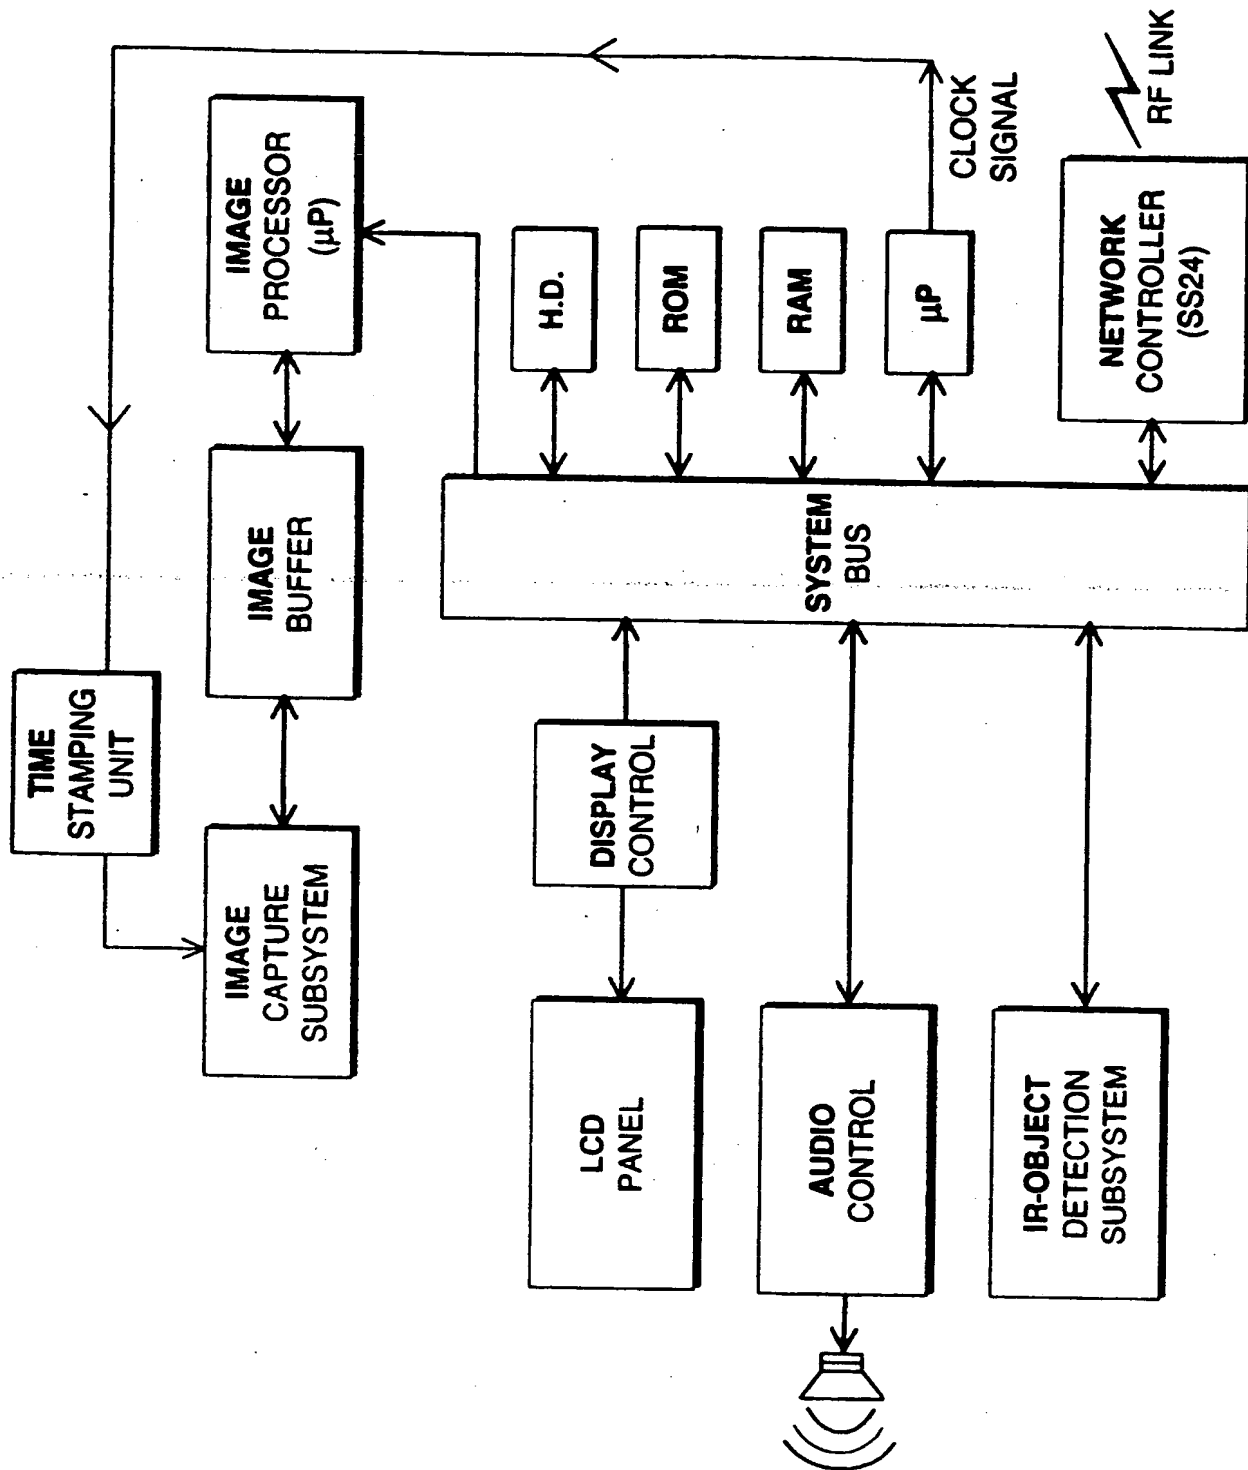 TIME
STAMPING
UNIT
IMAGE
CAPTURE
SUBSYSTEM
IMAGE
BUFFER
IMAGE
PROCESSOR
(µP)
LCD
PANEL
DISPLAY
CONTROL
H.D.
ROM
RAM
µP
CLOCK
SIGNAL
SYSTEM
BUS
AUDIO
CONTROL
IR-OBJECT
DETECTION
SUBSYSTEM
NETWORK
CONTROLLER
(SS24)
RF LINK